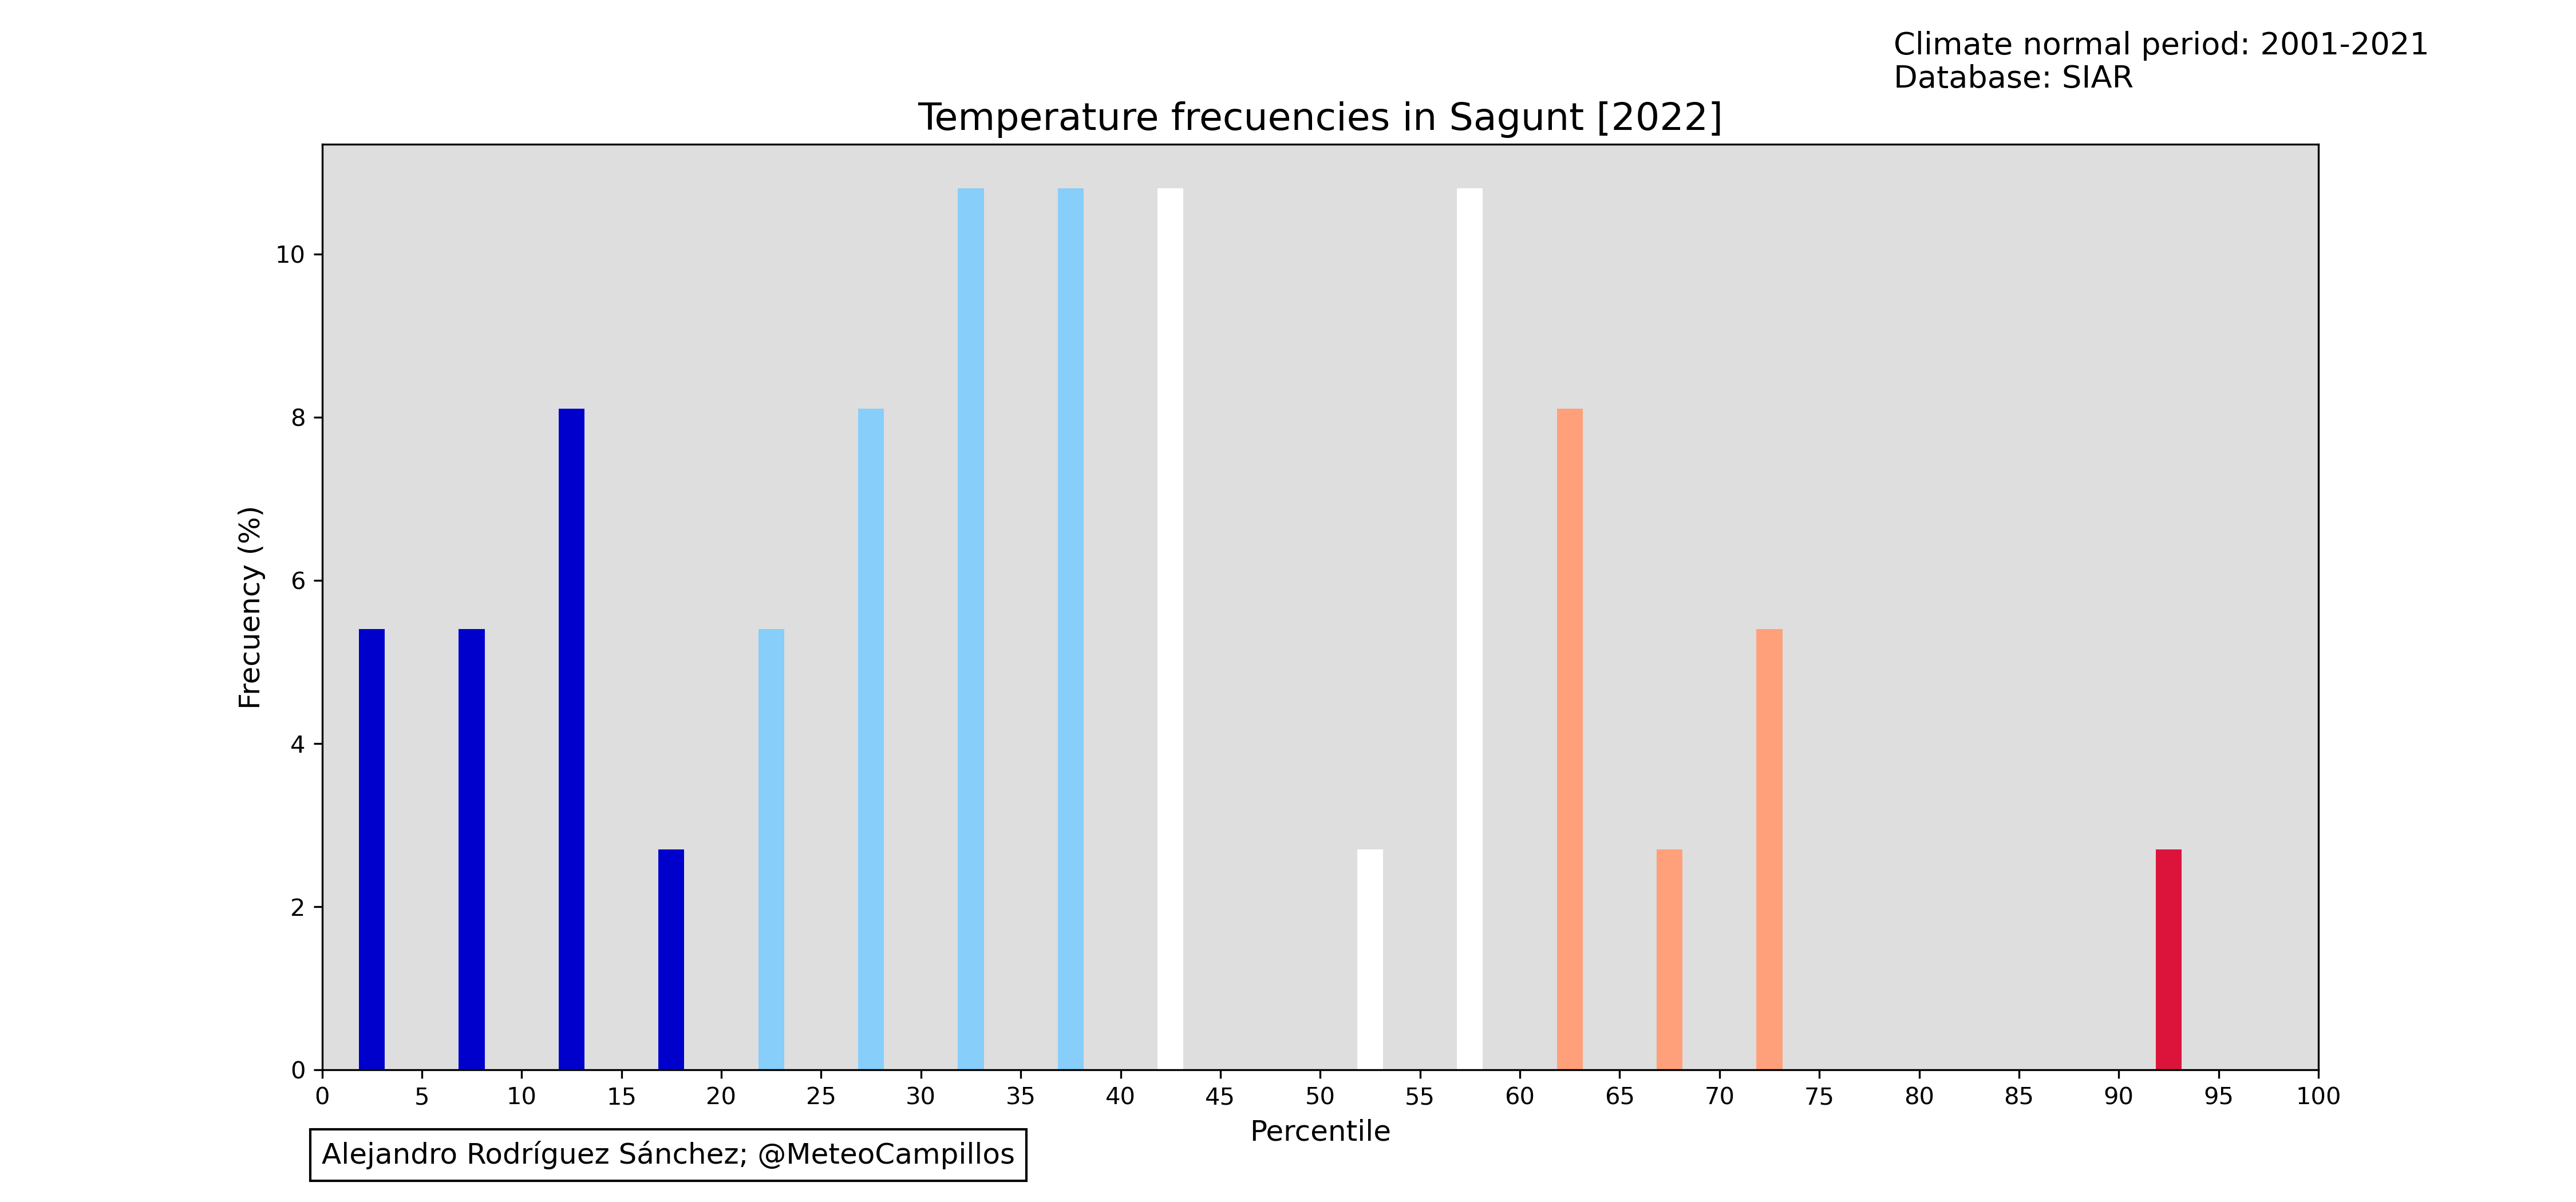 Climate normal period: 2001-2021
Database: SIAR
Temperature frecuencies in Sagunt [2022]
10
8
6
4
2
0
Frecuency (%)
0 5 10 15 20 25 30 35 40 45 50 55 60 65 70 75 80 85 90 95 100
Percentile
Alejandro Rodríguez Sánchez; @MeteoCampillos